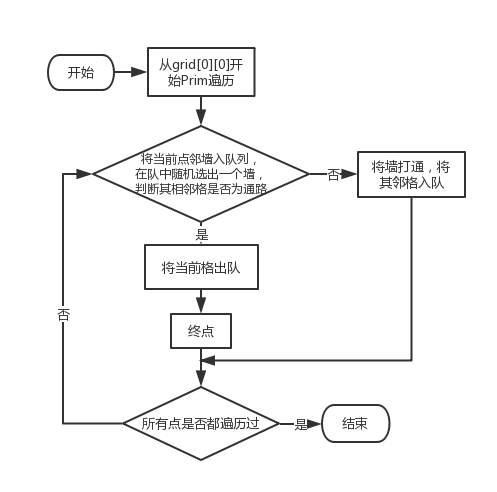 开始
从grid[0][0]开
始Prim遍历
将当前点邻墙入队列，
在队中随机选出一个墙，
判断其相邻格是否为通路
否
将墙打通，将
其邻格入队
是
将当前格出队
终点
否
所有点是否都遍历过
是
结束